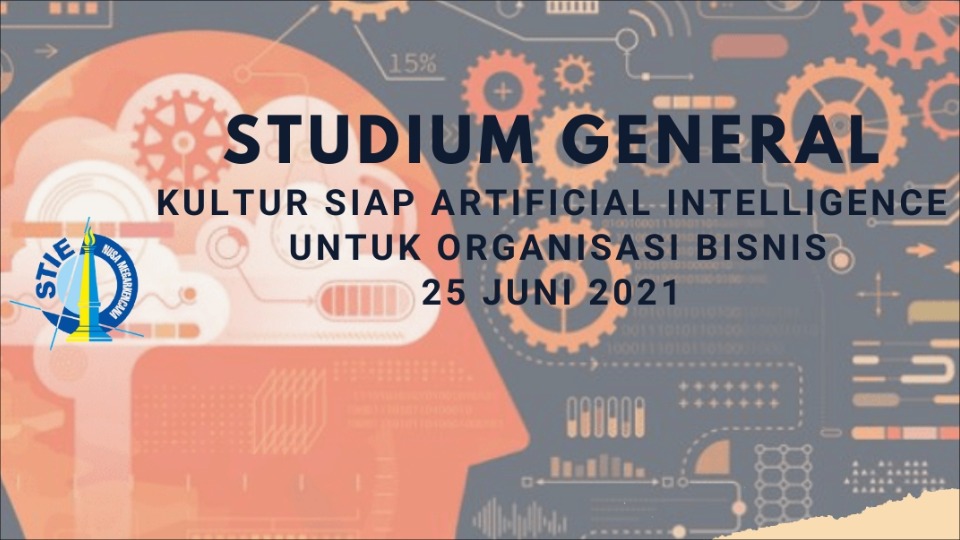 15%
STUDIUM GENERAL
KULTUR SIAP ARTIFICIAL INTELLIGENCE
UNTUK ORGANISASI BISNIS
25 JUNI 2021
STIE
NUSA MEGARKENCANA